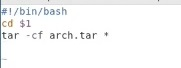 #!/bin/bash
cd $1
tar -cf arch.tar *
~